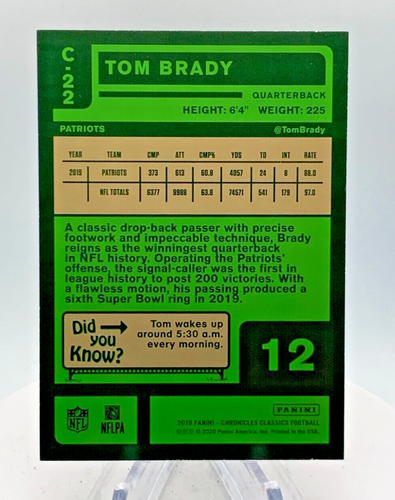 C-22
TOM BRADY
QUARTERBACK
HEIGHT: 6'4" WEIGHT: 225
PATRIOTS @TomBrady
YEAR TEAM CMP ATT CMP% YDS TD INT RATE
2019 PATRIOTS 373 613 60.8 4057 24 8 88.0
NFL TOTALS 6377 9988 63.8 74571 541 179 97.0
A classic drop-back passer with precise
footwork and impeccable technique, Brady
reigns as the winningest quarterback
in NFL history. Operating the Patriots'
offense, the signal-caller was the first in
league history to post 200 victories. With
a flawless motion, his passing produced a
sixth Super Bowl ring in 2019.
Did
you
Know?
Tom wakes up
around 5:30 a.m.
every morning.
12
NFL
NFLPA
PANINI
2019 PANINI - CHRONICLES CLASSICS FOOTBALL
© 2020 Panini America, Inc. Printed in the USA.